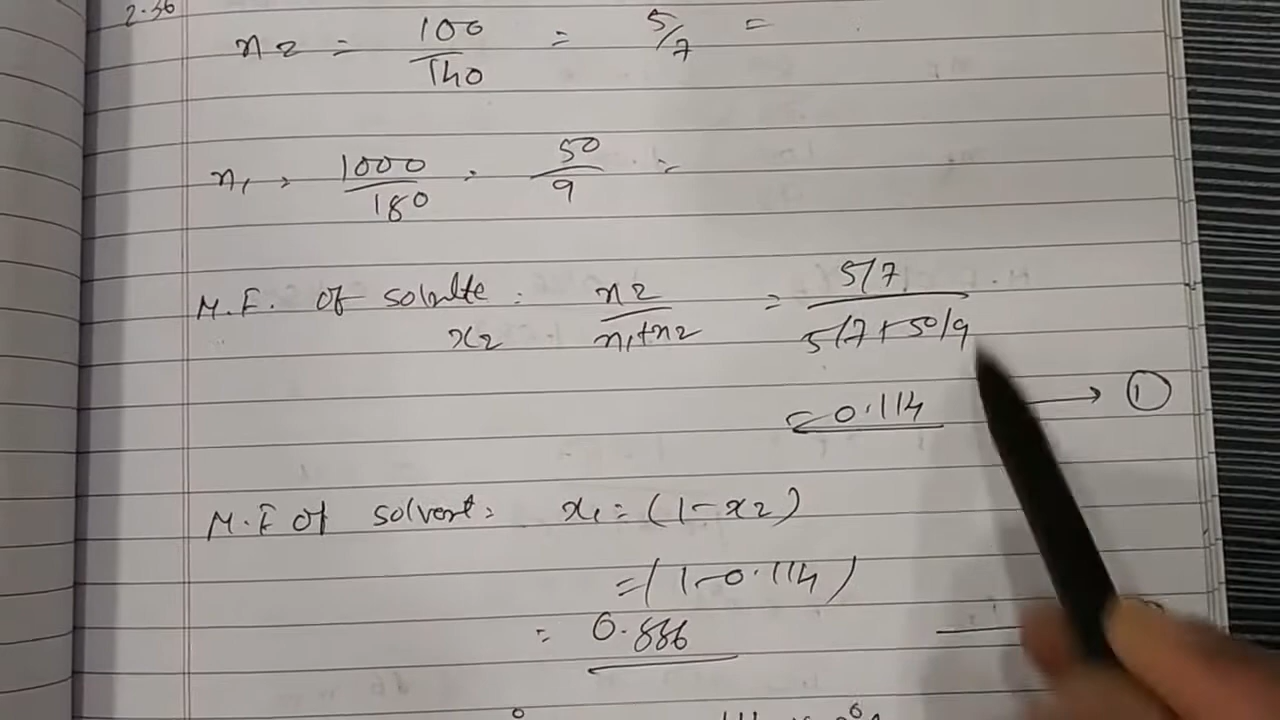 2.36
n2 = 100/140 = 5/7 =
n1 = 1000/180 = 50/9 =
M.F. of solute : x2 n2/n1+n2 = 5/7 / 5/7+50/9
= 0.114 → ①
M.F of solvent = x1 = (1-x2)
= (1-0.114)
= 0.886